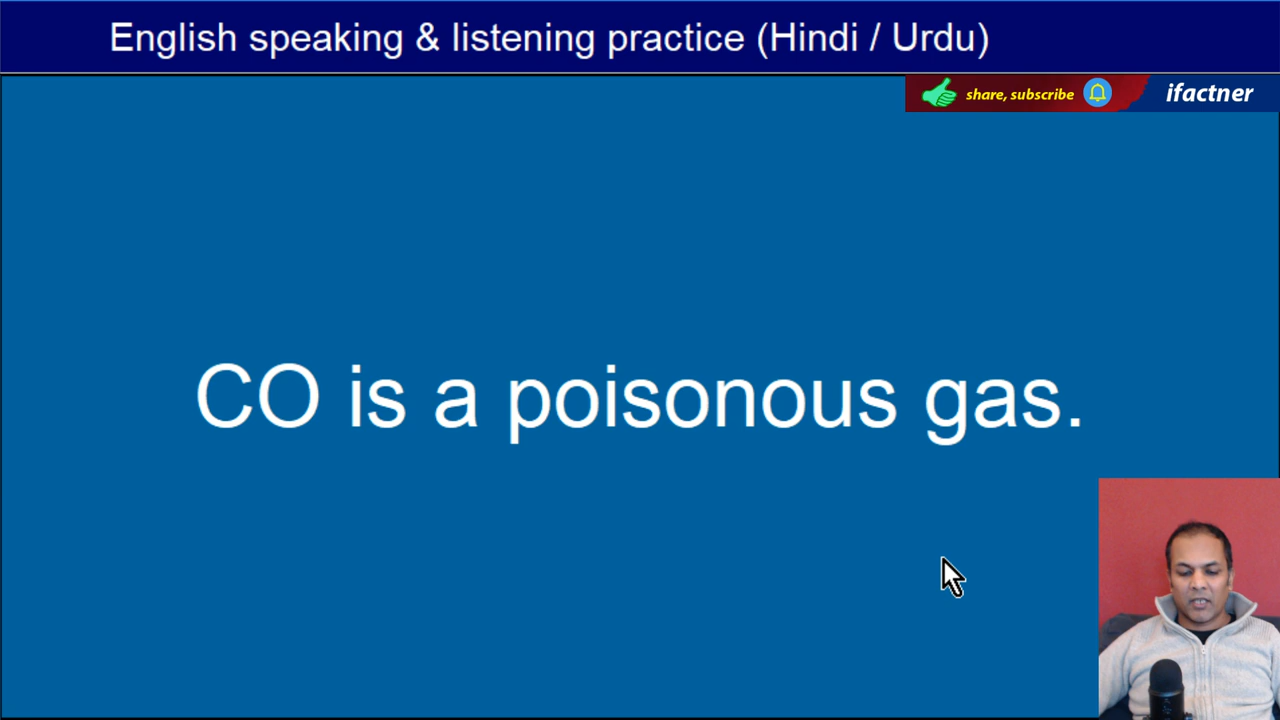 English speaking & listening practice (Hindi / Urdu)
share, subscribe
ifactner
CO is a poisonous gas.